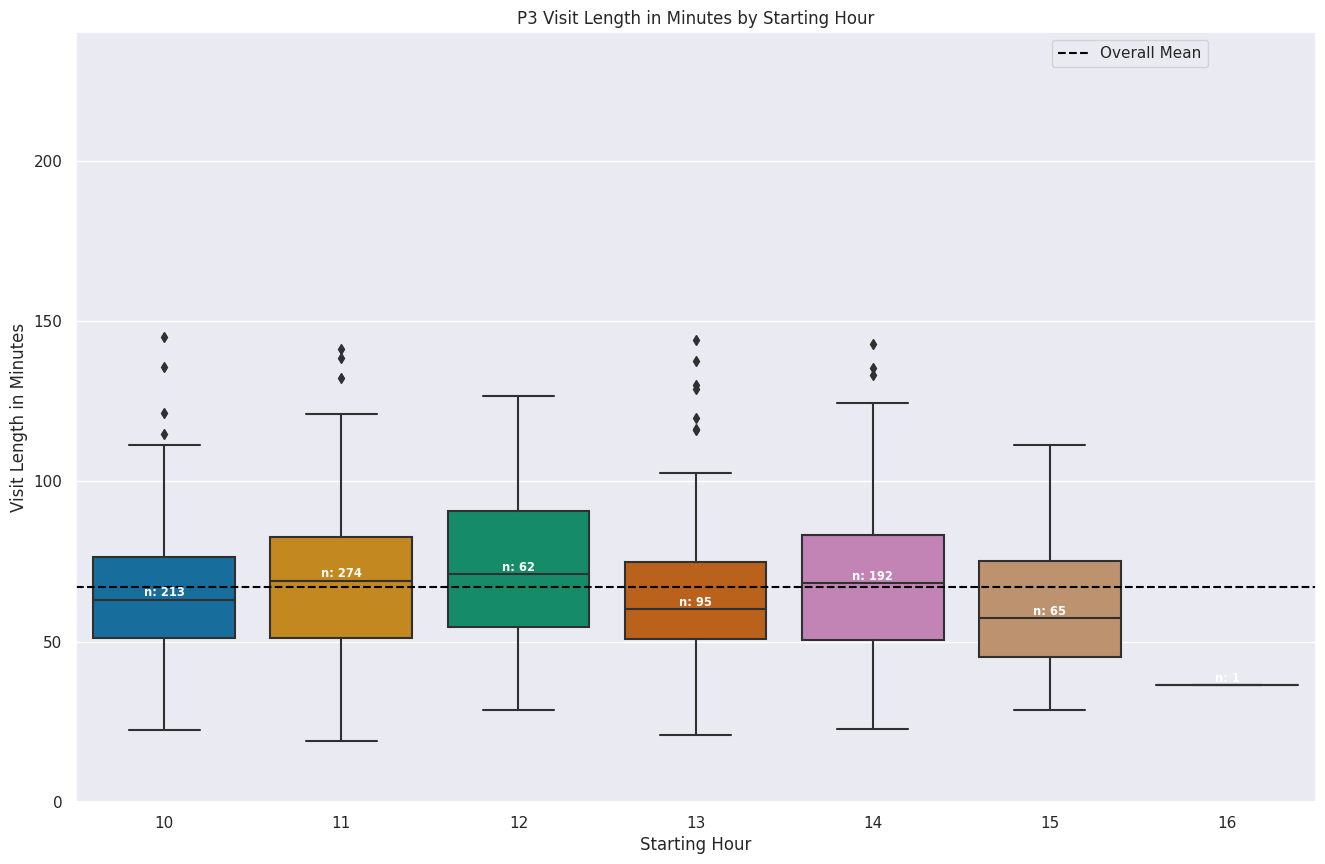 P3 Visit Length in Minutes by Starting Hour
Overall Mean
Visit Length in Minutes
200
150
100
50
0
n: 213
n: 274
n: 62
n: 95
n: 192
n: 65
n: 1
10
11
12
13
14
15
16
Starting Hour